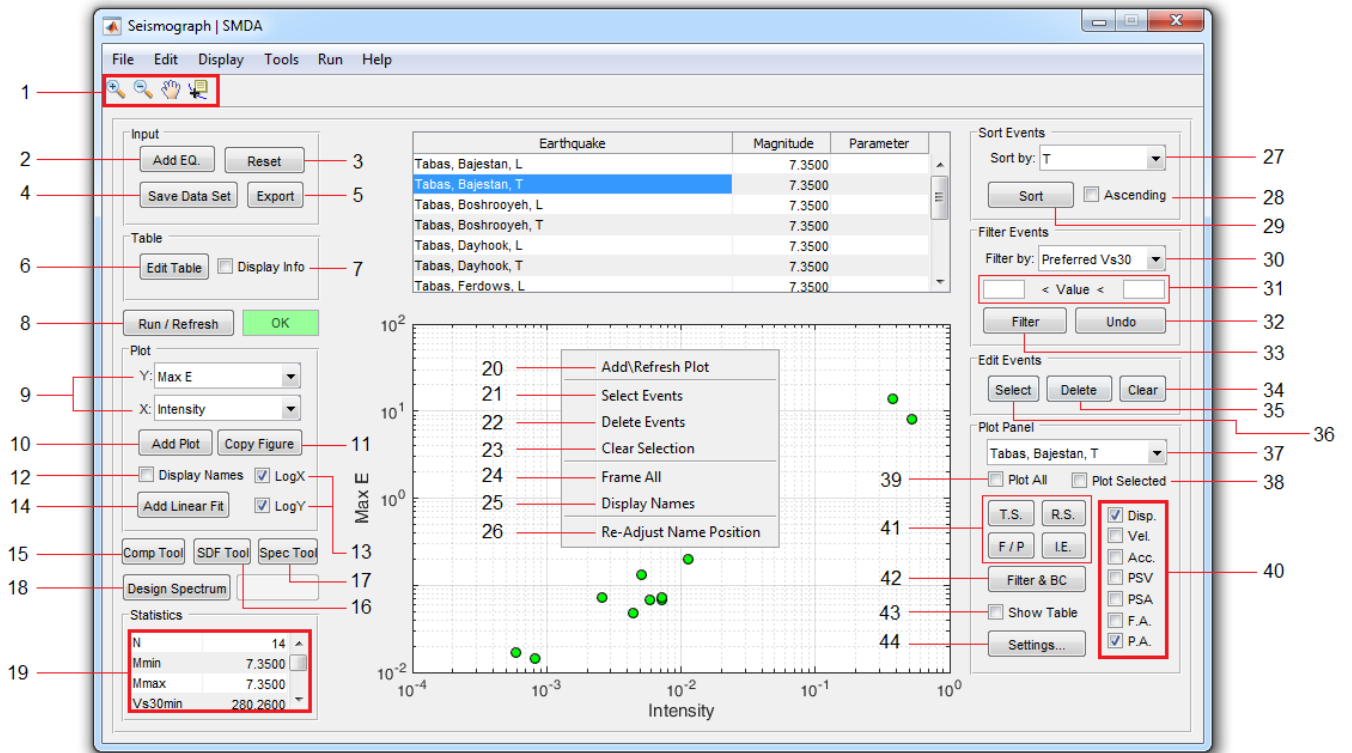 Seismograph | SMDA
File Edit Display Tools Run Help
1
Input
2 Add EQ. Reset 3
4 Save Data Set Export 5
Table
6 Edit Table Display Info 7
8 Run / Refresh OK
Plot
9 Y: Max E
X: Intensity
10 Add Plot Copy Figure 11
12 Display Names LogX
14 Add Linear Fit LogY
13
15 Comp Tool SDF Tool Spec Tool
17
18 Design Spectrum
16
Statistics
19
N 14
Mmin 7.3500
Mmax 7.3500
Vs30min 280.2600
Earthquake Magnitude Parameter
Tabas, Bajestan, L 7.3500
Tabas, Bajestan, T 7.3500
Tabas, Boshrooyeh, L 7.3500
Tabas, Boshrooyeh, T 7.3500
Tabas, Dayhook, L 7.3500
Tabas, Dayhook, T 7.3500
Tabas, Ferdows, L 7.3500
10^2
10^1
10^0
10^-2
Max E
20 Add\Refresh Plot
21 Select Events
22 Delete Events
23 Clear Selection
24 Frame All
25 Display Names
26 Re-Adjust Name Position
10^-4 10^-3 10^-2 10^-1 10^0
Intensity
Sort Events
Sort by: T 27
Sort Ascending 28
29
Filter Events
Filter by: Preferred Vs30 30
< Value < 31
Filter Undo 32
33
Edit Events
Select Delete Clear 34
35
36
Plot Panel
Tabas, Bajestan, T 37
39 Plot All Plot Selected 38
41 T.S. R.S.
F / P I.E.
42 Filter & BC
43 Show Table
44 Settings...
Disp.
Vel.
Acc.
PSV
PSA
F.A.
P.A.
40